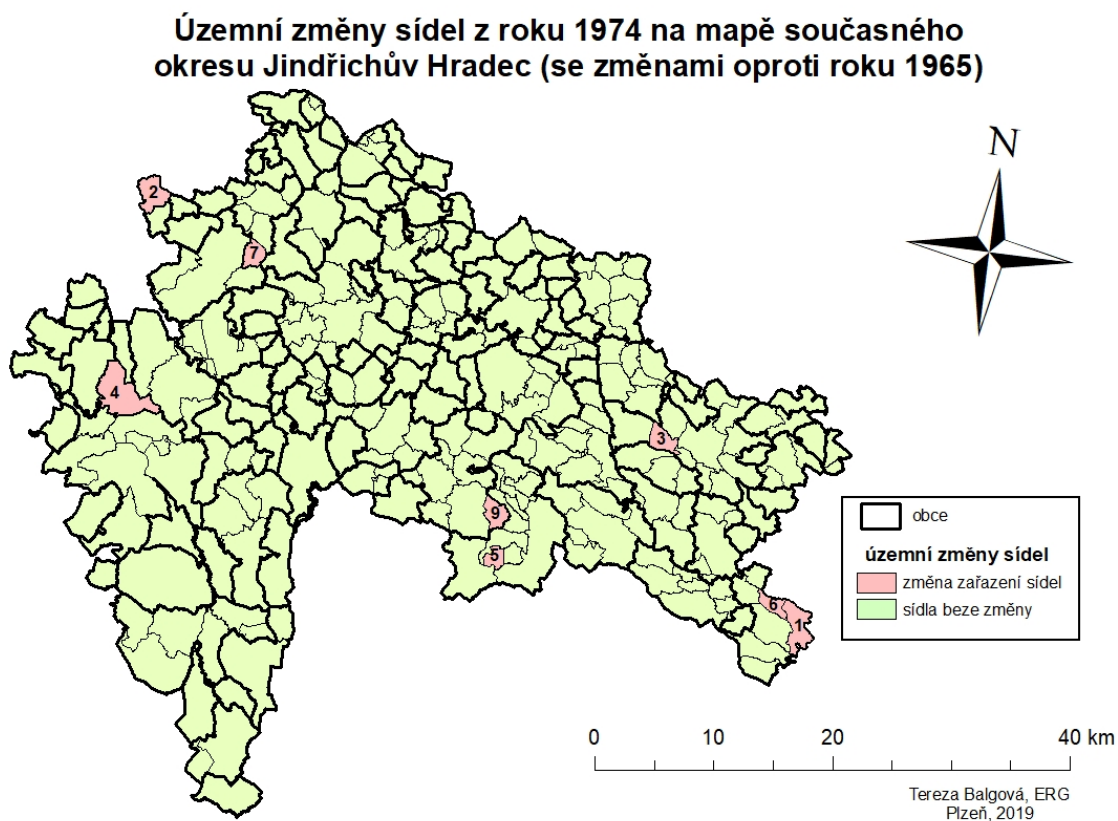 Územní změny sídel z roku 1974 na mapě současného
okresu Jindřichův Hradec (se změnami oproti roku 1965)
N
2
7
4
3
9
5
6
1
obce
územní změny sídel
změna zařazení sídel
sídla beze změny
0 10 20 40 km
Tereza Balgová, ERG
Plzeň, 2019